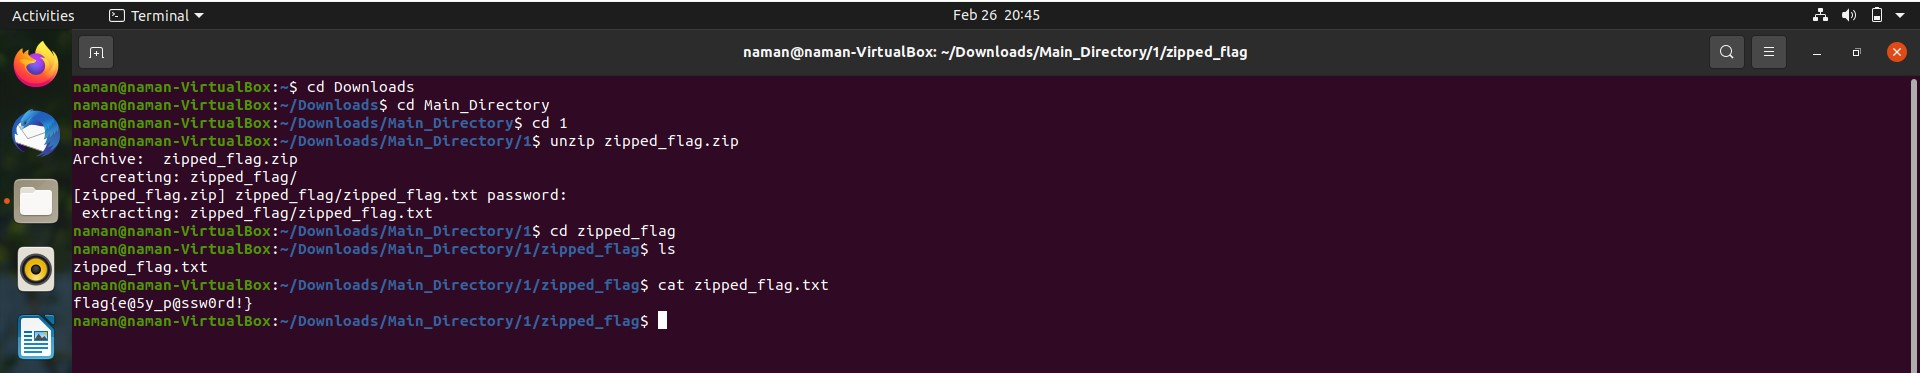 Activities Terminal Feb 26 20:45
naman@naman-VirtualBox: ~/Downloads/Main_Directory/1/zipped_flag
naman@naman-VirtualBox:~$ cd Downloads
naman@naman-VirtualBox:~/Downloads$ cd Main_Directory
naman@naman-VirtualBox:~/Downloads/Main_Directory$ cd 1
naman@naman-VirtualBox:~/Downloads/Main_Directory/1$ unzip zipped_flag.zip
Archive:  zipped_flag.zip
   creating: zipped_flag/
[zipped_flag.zip] zipped_flag/zipped_flag.txt password:
 extracting: zipped_flag/zipped_flag.txt
naman@naman-VirtualBox:~/Downloads/Main_Directory/1$ cd zipped_flag
naman@naman-VirtualBox:~/Downloads/Main_Directory/1/zipped_flag$ ls
zipped_flag.txt
naman@naman-VirtualBox:~/Downloads/Main_Directory/1/zipped_flag$ cat zipped_flag.txt
flag{e@5y_p@ssw0rd!}
naman@naman-VirtualBox:~/Downloads/Main_Directory/1/zipped_flag$